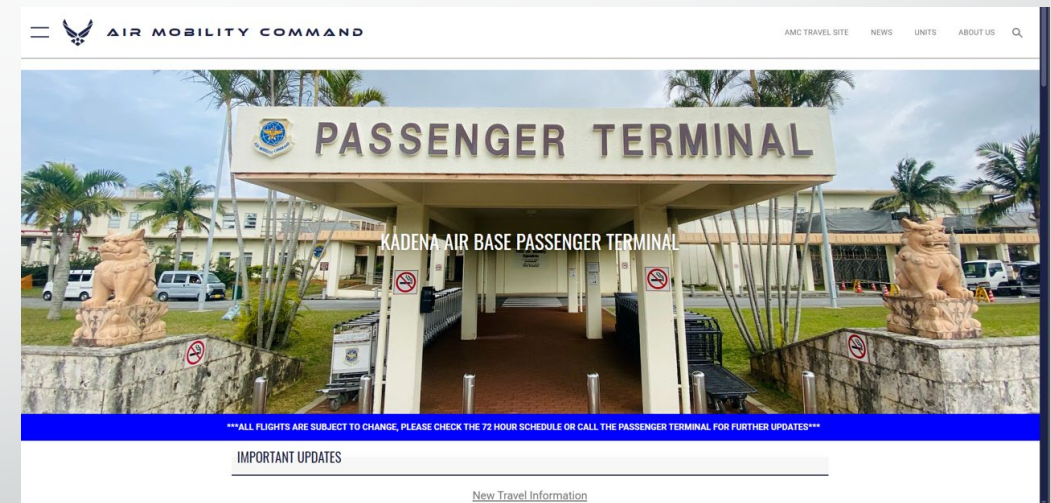 AIR MOBILITY COMMAND
AMC TRAVEL SITE NEWS UNITS ABOUT US
PASSENGER TERMINAL
KADENA AIR BASE PASSENGER TERMINAL
***ALL FLIGHTS ARE SUBJECT TO CHANGE, PLEASE CHECK THE 72 HOUR SCHEDULE OR CALL THE PASSENGER TERMINAL FOR FURTHER UPDATES***
IMPORTANT UPDATES
New Travel Information